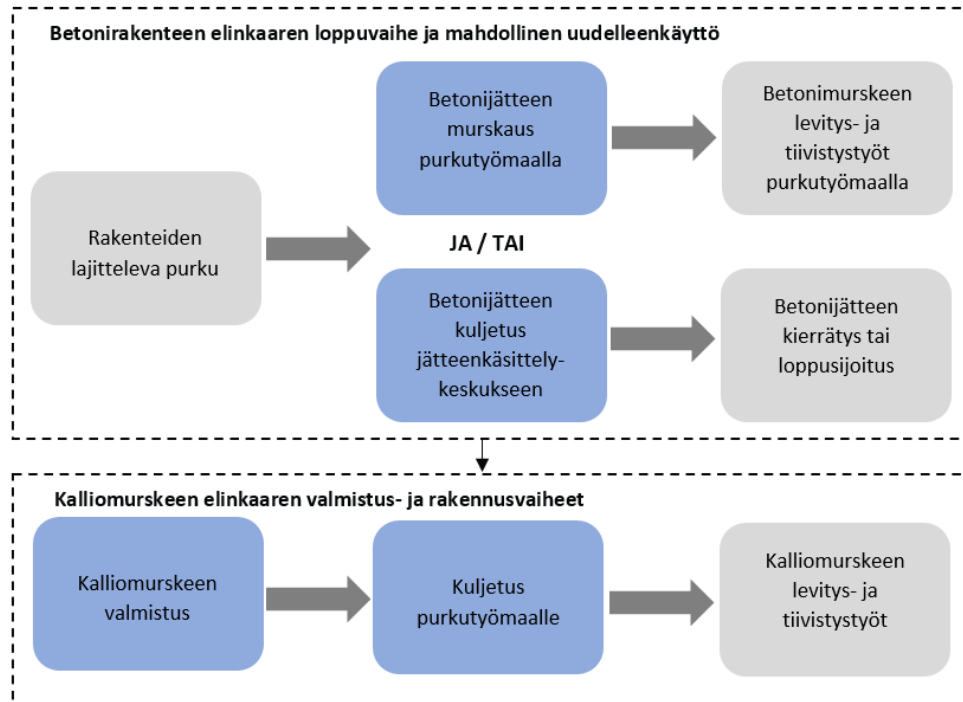 Betonirakenteen elinkaaren loppuvaihe ja mahdollinen uudelleenkäyttö
Rakenteiden
lajitteleva purku
Betonijätteen
murskaus
purkutyömaalla
Betonimurskeen
levitys- ja
tiivistystyöt
purkutyömaalla
JA / TAI
Betonijätteen
kuljetus
jätteenkäsittely-
keskukseen
Betonijätteen
kierrätys tai
loppusijoitus
Kalliomurskeen elinkaaren valmistus- ja rakennusvaiheet
Kalliomurskeen
valmistus
Kuljetus
purkutyömaalle
Kalliomurskeen
levitys- ja
tiivistystyöt